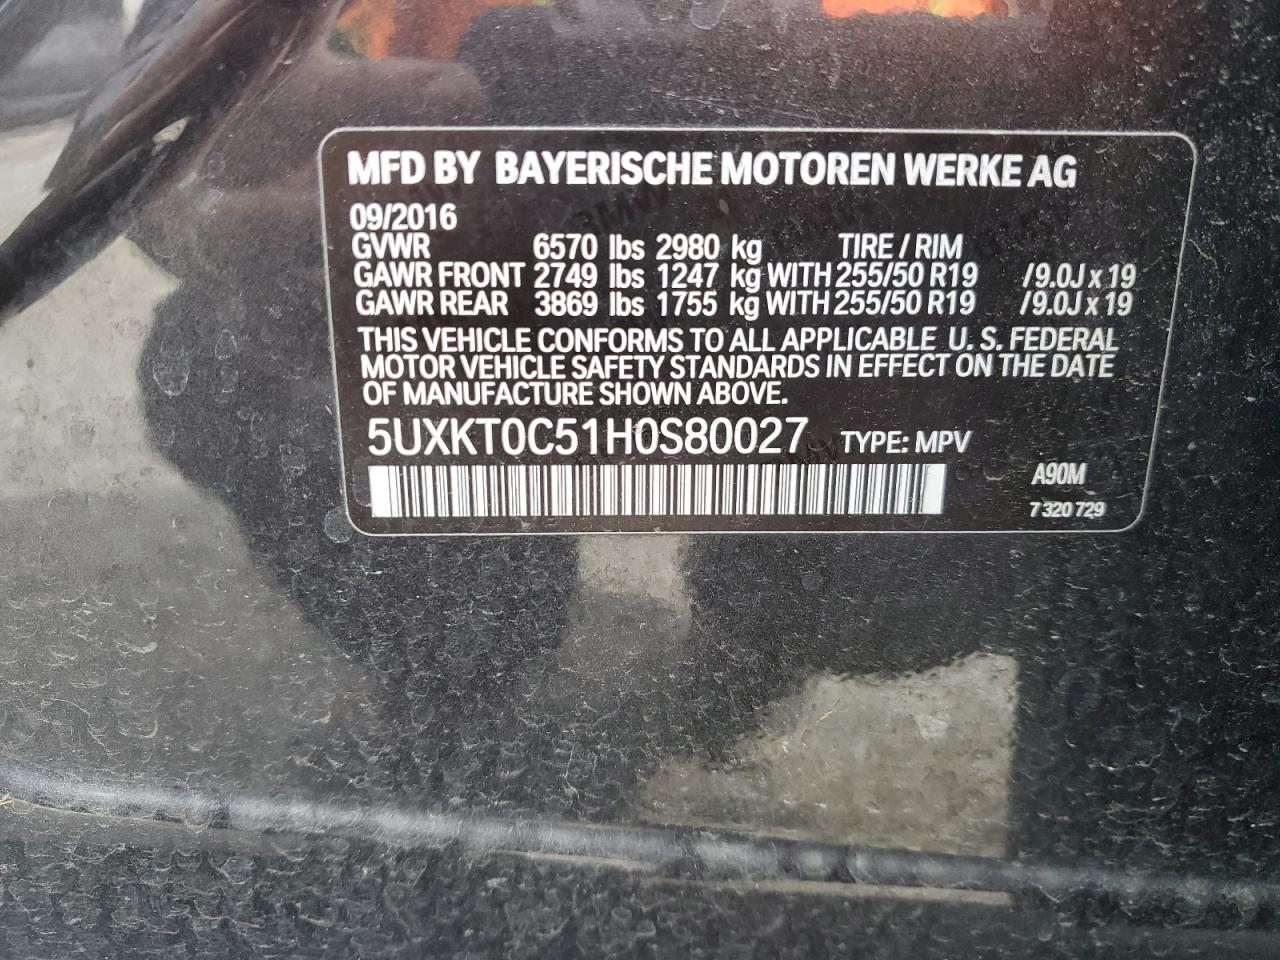 MFD BY BAYERISCHE MOTOREN WERKE AG
09/2016
GVWR 6570 lbs 2980 kg TIRE / RIM
GAWR FRONT 2749 lbs 1247 kg WITH 255/50 R19 /9.0J x 19
GAWR REAR 3869 lbs 1755 kg WITH 255/50 R19 /9.0J x 19
THIS VEHICLE CONFORMS TO ALL APPLICABLE U. S. FEDERAL
MOTOR VEHICLE SAFETY STANDARDS IN EFFECT ON THE DATE
OF MANUFACTURE SHOWN ABOVE.
5UXKT0C51H0S80027 TYPE: MPV
A90M
7 320 729